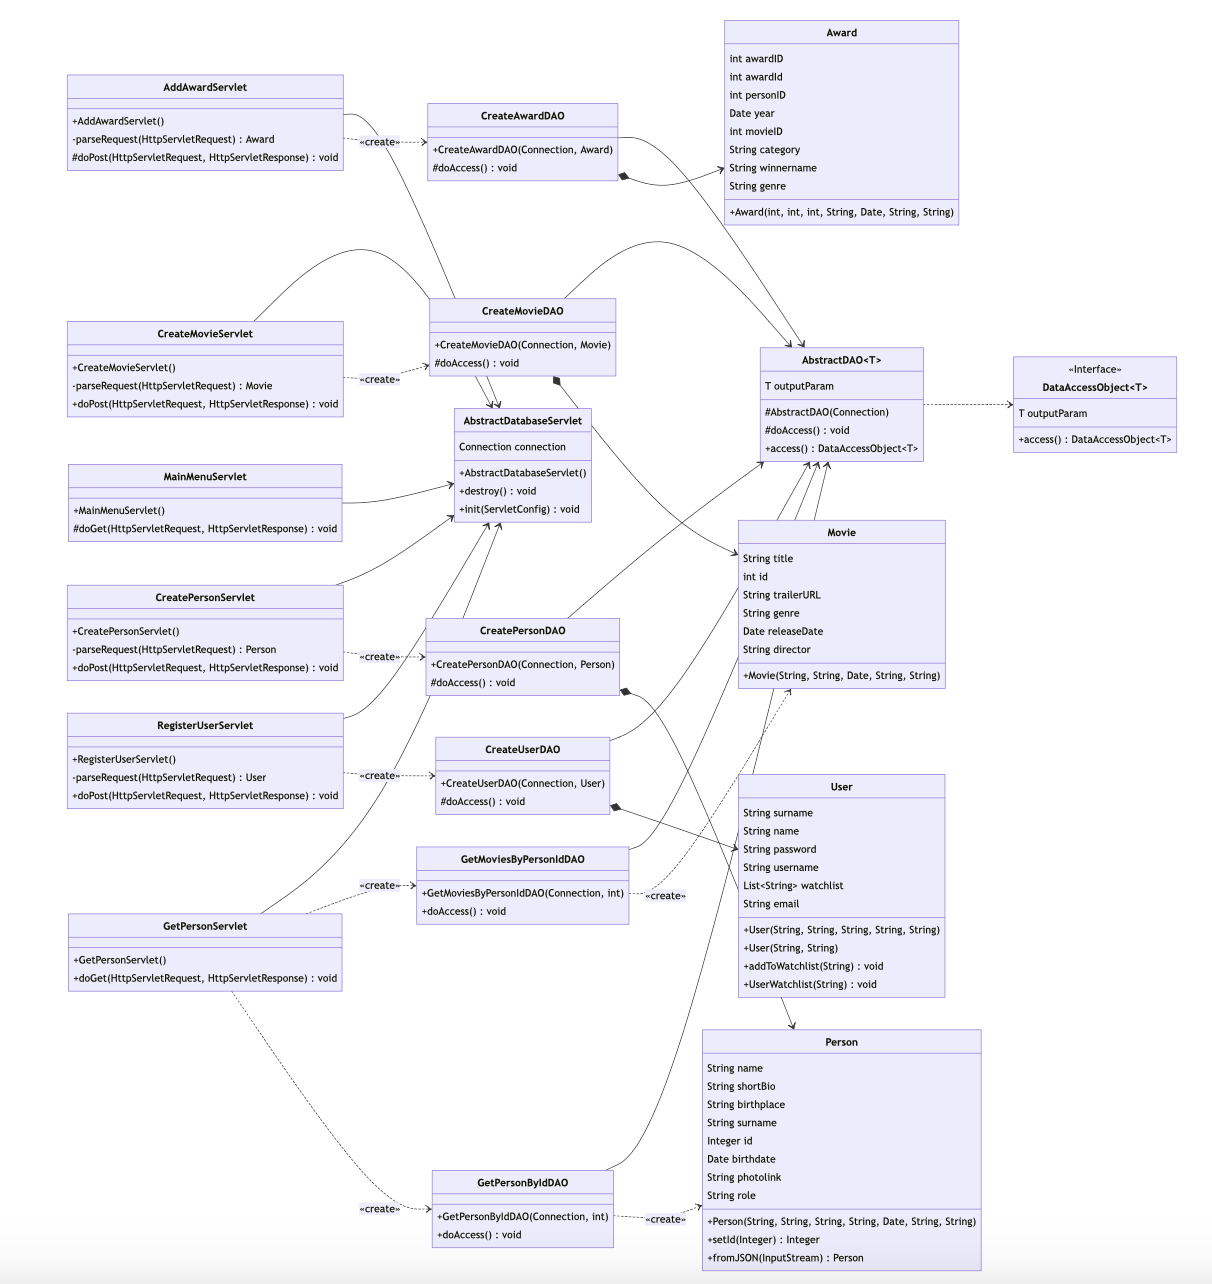 Award
int awardID
int awardId
int personID
Date year
int movieID
String category
String winnername
String genre
+Award(int, int, int, String, Date, String, String)
AddAwardServlet
+AddAwardServlet()
-parseRequest(HttpServletRequest) : Award
#doPost(HttpServletRequest, HttpServletResponse) : void
«create»
CreateAwardDAO
+CreateAwardDAO(Connection, Award)
#doAccess() : void
CreateMovieServlet
+CreateMovieServlet()
-parseRequest(HttpServletRequest) : Movie
+doPost(HttpServletRequest, HttpServletResponse) : void
«create»
CreateMovieDAO
+CreateMovieDAO(Connection, Movie)
#doAccess() : void
AbstractDAO<T>
T outputParam
#AbstractDAO(Connection)
#doAccess() : void
+access() : DataAccessObject<T>
«Interface»
DataAccessObject<T>
T outputParam
+access() : DataAccessObject<T>
AbstractDatabaseServlet
Connection connection
+AbstractDatabaseServlet()
+destroy() : void
+init(ServletConfig) : void
MainMenuServlet
+MainMenuServlet()
#doGet(HttpServletRequest, HttpServletResponse) : void
Movie
String title
int id
String trailerURL
String genre
Date releaseDate
String director
+Movie(String, String, Date, String, String)
CreatePersonServlet
+CreatePersonServlet()
-parseRequest(HttpServletRequest) : Person
+doPost(HttpServletRequest, HttpServletResponse) : void
«create»
CreatePersonDAO
+CreatePersonDAO(Connection, Person)
#doAccess() : void
RegisterUserServlet
+RegisterUserServlet()
-parseRequest(HttpServletRequest) : User
+doPost(HttpServletRequest, HttpServletResponse) : void
«create»
CreateUserDAO
+CreateUserDAO(Connection, User)
#doAccess() : void
User
String surname
String name
String password
String username
List<String> watchlist
String email
+User(String, String, String, String, String)
+User(String, String)
+addToWatchlist(String) : void
+UserWatchlist(String) : void
«create»
GetMoviesByPersonIdDAO
+GetMoviesByPersonIdDAO(Connection, int)
+doAccess() : void
«create»
GetPersonServlet
+GetPersonServlet()
+doGet(HttpServletRequest, HttpServletResponse) : void
Person
String name
String shortBio
String birthplace
String surname
Integer id
Date birthdate
String photolink
String role
+Person(String, String, String, String, Date, String, String)
+setId(Integer) : Integer
+fromJSON(InputStream) : Person
«create»
GetPersonByIdDAO
+GetPersonByIdDAO(Connection, int)
+doAccess() : void
«create»